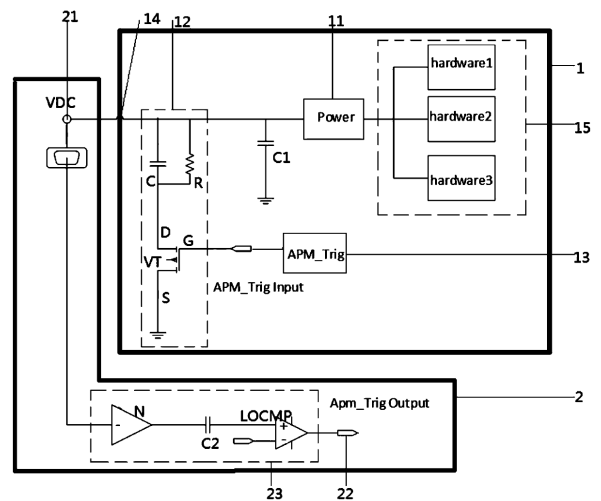 21
14
12
11
1
hardware1
VDC
Power
hardware2
15
C
R
C1
hardware3
D
G
APM_Trig
13
VT
APM_Trig Input
S
2
N
LOCMP
Apm_Trig Output
-
+
-
C2
23
22